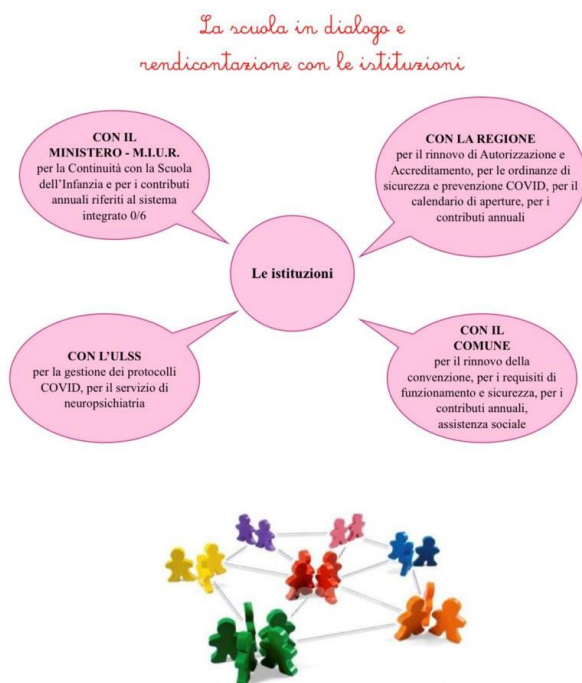 La scuola in dialogo e
rendicontazione con le istituzioni
CON IL
MINISTERO - M.I.U.R.
per la Continuità con la Scuola
dell'Infanzia e per i contributi
annuali riferiti al sistema
integrato 0/6
CON LA REGIONE
per il rinnovo di Autorizzazione e
Accreditamento, per le ordinanze di
sicurezza e prevenzione COVID, per il
calendario di aperture, per i
contributi annuali
Le istituzioni
CON L'ULSS
per la gestione dei protocolli
COVID, per il servizio di
neuropsichiatria
CON IL
COMUNE
per il rinnovo della
convenzione, per i requisiti di
funzionamento e sicurezza, per i
contributi annuali,
assistenza sociale